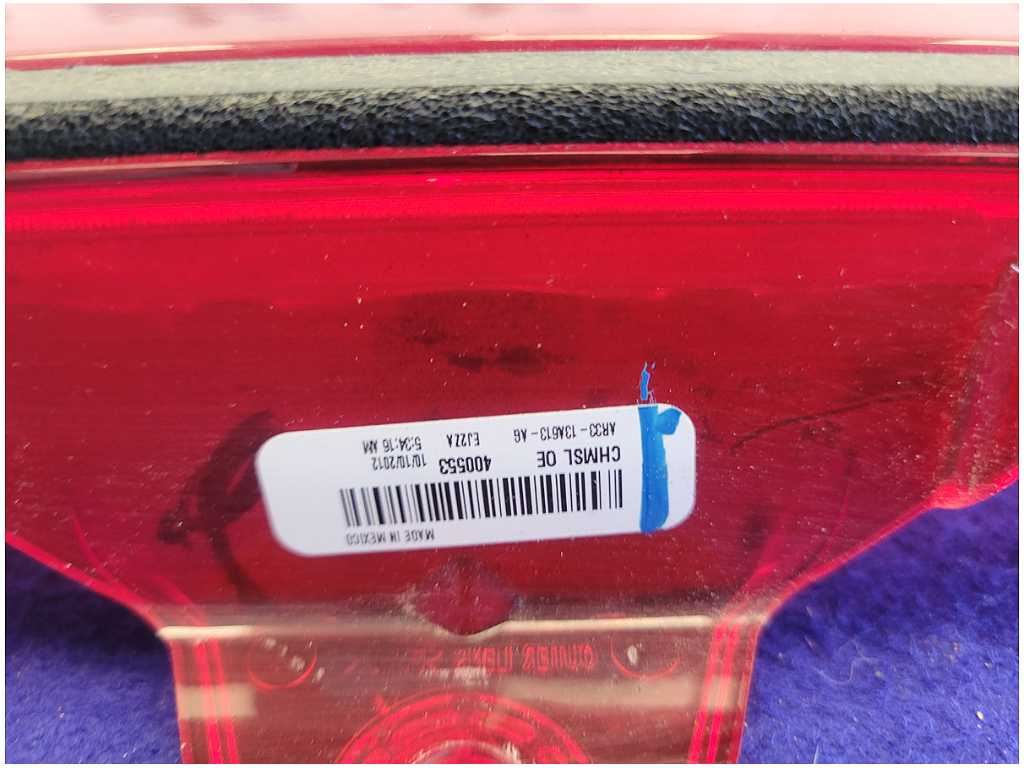 AR33-13A613-AG EJ2ZA 5:34:16 AM
CHMSL OE 400553 10/10/2012
MADE IN MEXICO